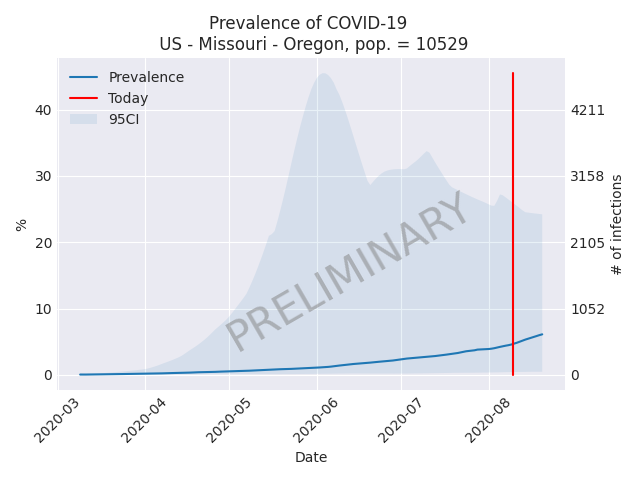 Prevalence of COVID-19
US - Missouri - Oregon, pop. = 10529
Prevalence
Today
95CI
40
30
20
10
0
%
4211
3158
2105
1052
0
# of infections
PRELIMINARY
2020-03
2020-04
2020-05
2020-06
2020-07
2020-08
Date